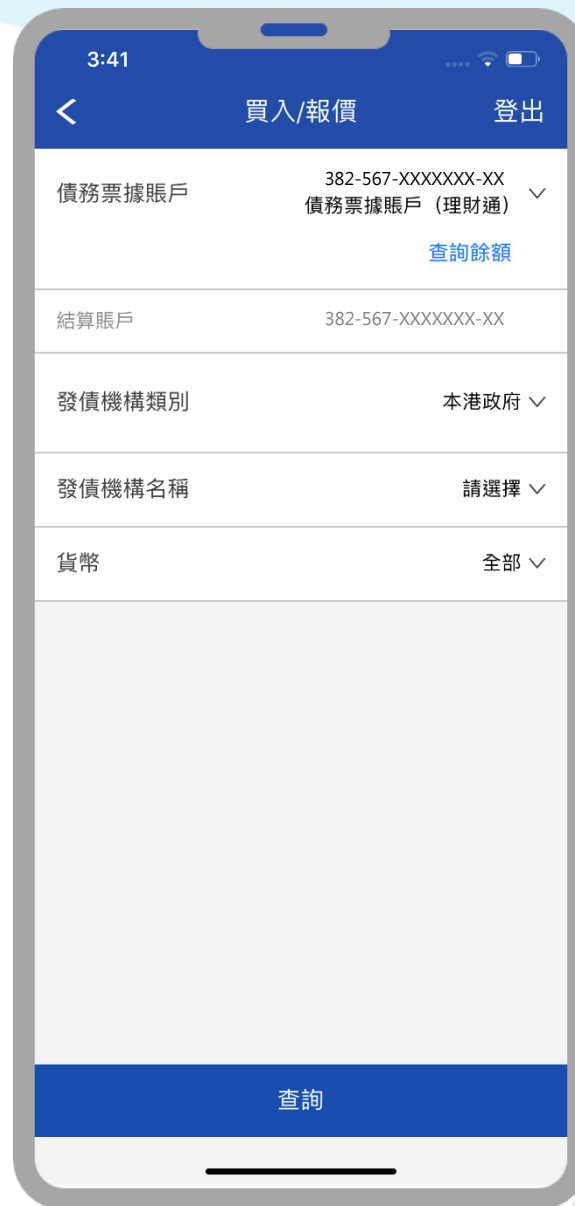 3:41
買入/報價
登出
債務票據賬戶
382-567-XXXXXXX-XX
債務票據賬戶（理財通）
查詢餘額
結算賬戶
382-567-XXXXXXX-XX
發債機構類別
本港政府
發債機構名稱
請選擇
貨幣
全部
查詢